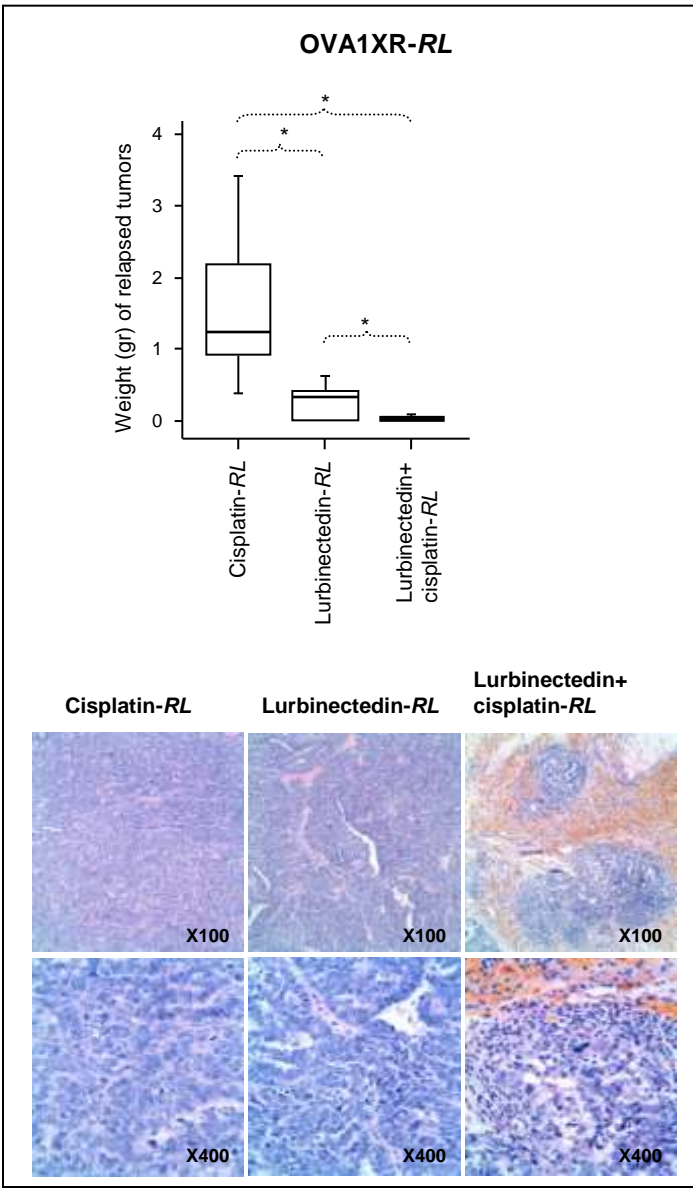 OVA1XR-RL
*
*
4
3
2
1
0
*
Weight (gr) of relapsed tumors
Cisplatin-RL
Lurbinectedin-RL
Lurbinectedin+
cisplatin-RL
Cisplatin-RL
Lurbinectedin-RL
Lurbinectedin+
cisplatin-RL
X100
X100
X100
X400
X400
X400